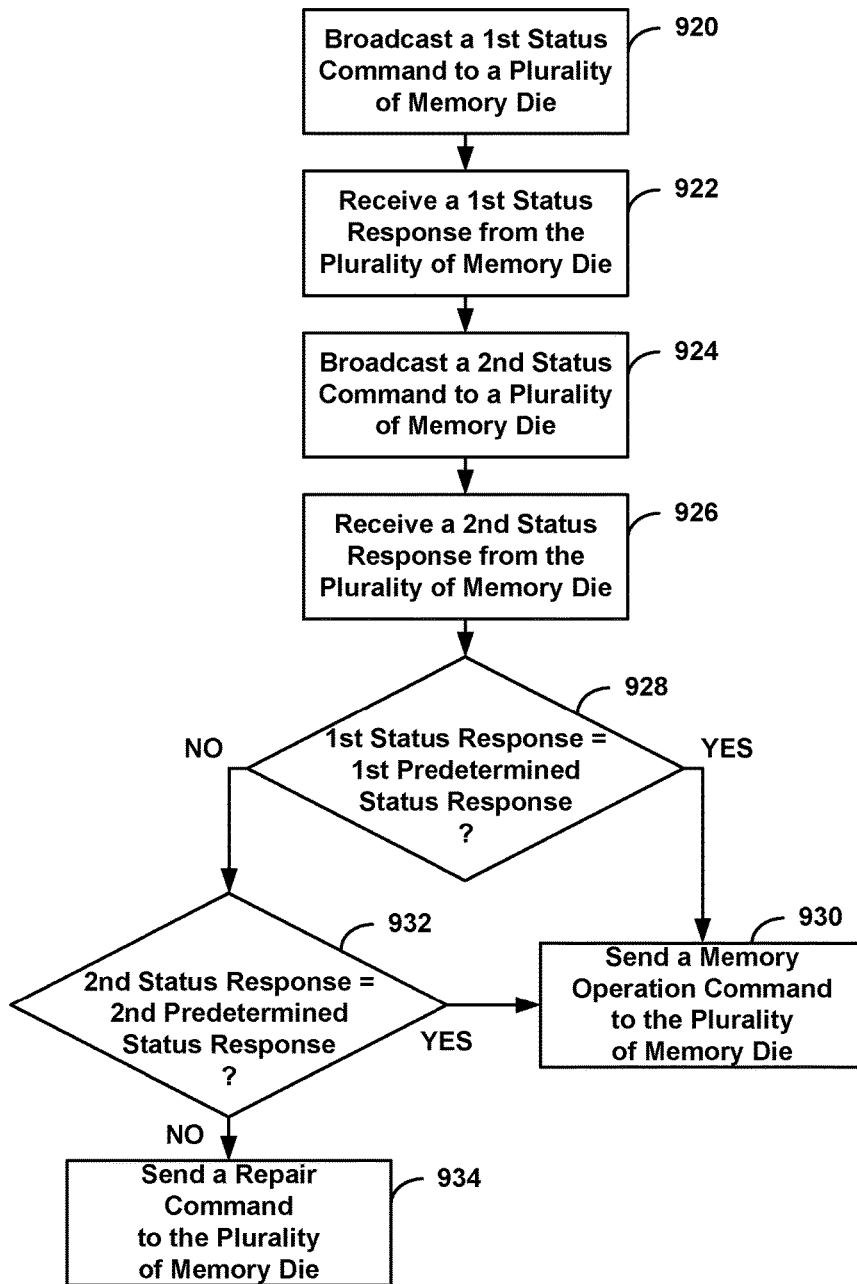 Broadcast a 1st Status
Command to a Plurality
of Memory Die
920
Receive a 1st Status
Response from the
Plurality of Memory Die
922
Broadcast a 2nd Status
Command to a Plurality
of Memory Die
924
Receive a 2nd Status
Response from the
Plurality of Memory Die
926
928
1st Status Response =
1st Predetermined
Status Response
?
NO
YES
932
2nd Status Response =
2nd Predetermined
Status Response
?
YES
NO
930
Send a Memory
Operation Command
to the Plurality
of Memory Die
Send a Repair
Command
to the Plurality
of Memory Die
934